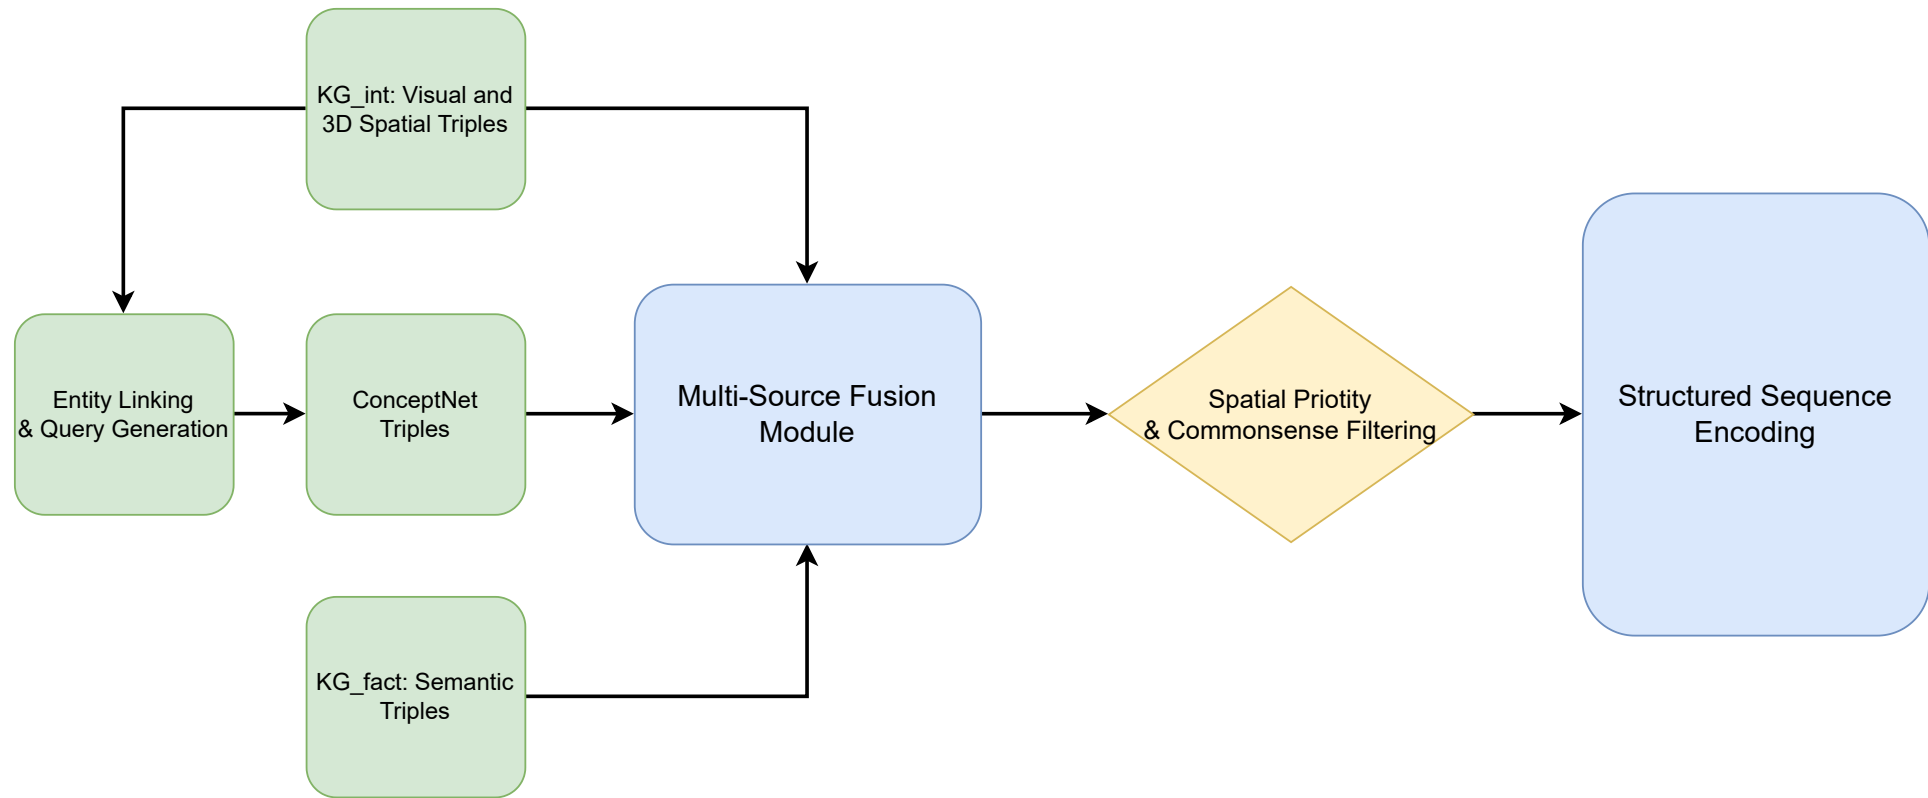 KG_int: Visual and
3D Spatial Triples
Entity Linking
& Query Generation
ConceptNet
Triples
Multi-Source Fusion
Module
Spatial Priotity
& Commonsense Filtering
Structured Sequence
Encoding
KG_fact: Semantic
Triples